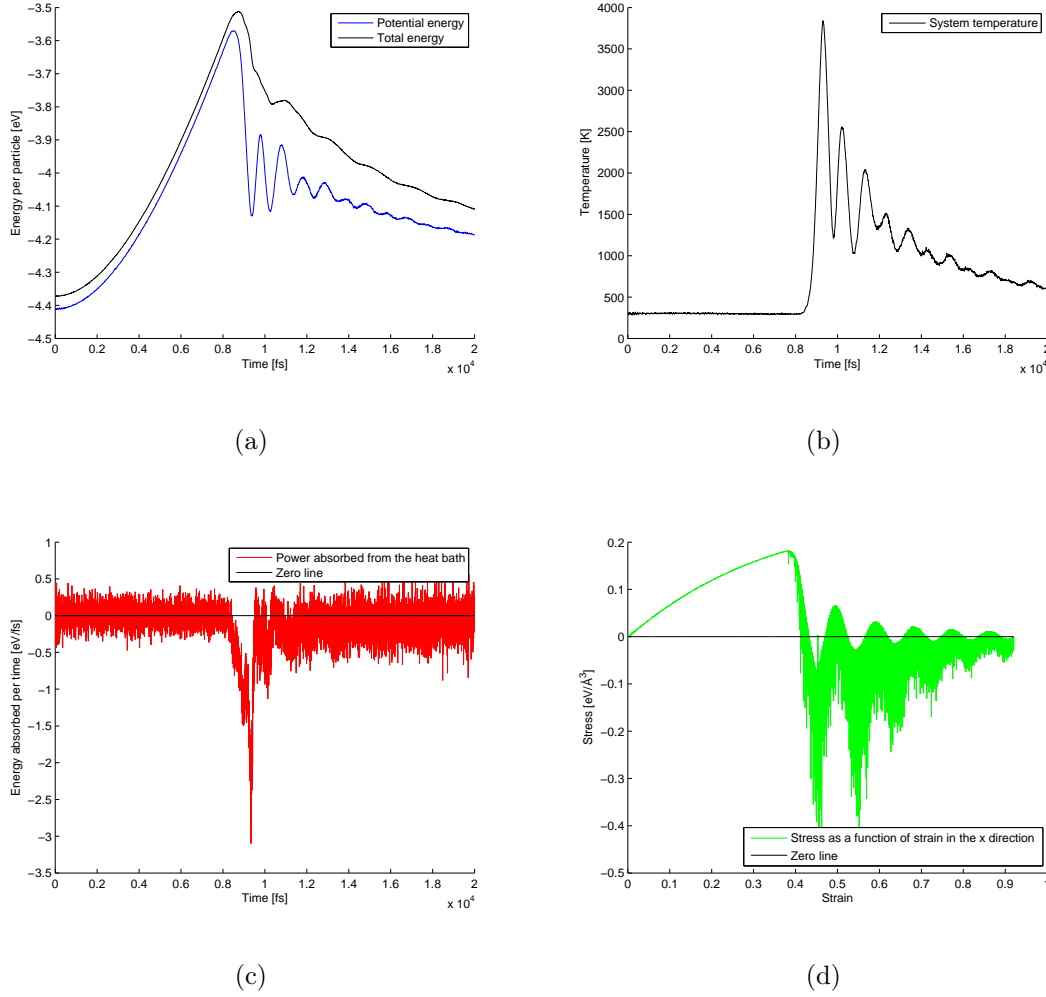 Potential energy
Total energy
Energy per particle [eV]
−3.5
−3.6
−3.7
−3.8
−3.9
−4
−4.1
−4.2
−4.3
−4.4
−4.5
0 0.2 0.4 0.6 0.8 1 1.2 1.4 1.6 1.8 2
Time [fs]
x 10^4
(a)
System temperature
Temperature [K]
4000
3500
3000
2500
2000
1500
1000
500
0
0 0.2 0.4 0.6 0.8 1 1.2 1.4 1.6 1.8 2
Time [fs]
x 10^4
(b)
Power absorbed from the heat bath
Zero line
Energy absorbed per time [eV/fs]
1
0.5
0
−0.5
−1
−1.5
−2
−2.5
−3
−3.5
0 0.2 0.4 0.6 0.8 1 1.2 1.4 1.6 1.8 2
Time [fs]
x 10^4
(c)
Stress [eV/Å³]
0.2
0.1
0
−0.1
−0.2
−0.3
−0.4
−0.5
Stress as a function of strain in the x direction
Zero line
0 0.1 0.2 0.3 0.4 0.5 0.6 0.7 0.8 0.9 1
Strain
(d)